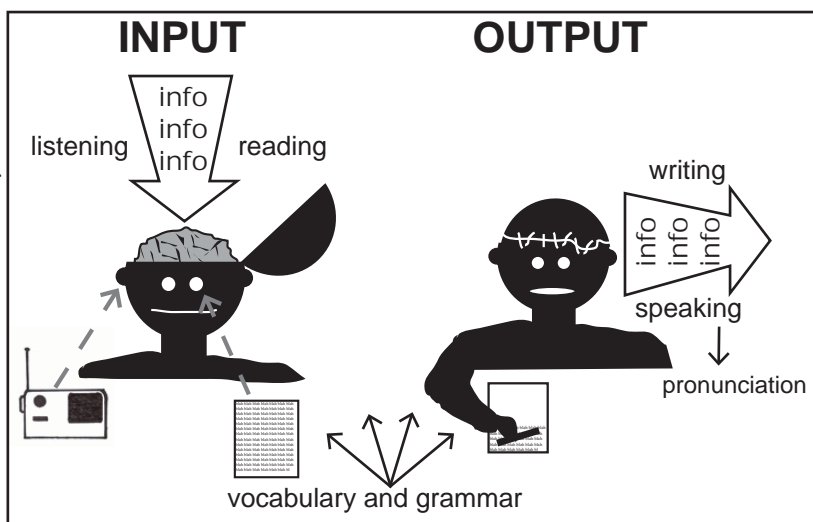 INPUT
OUTPUT
info
info
info
listening
reading
writing
info
info
info
speaking
pronunciation
vocabulary and grammar